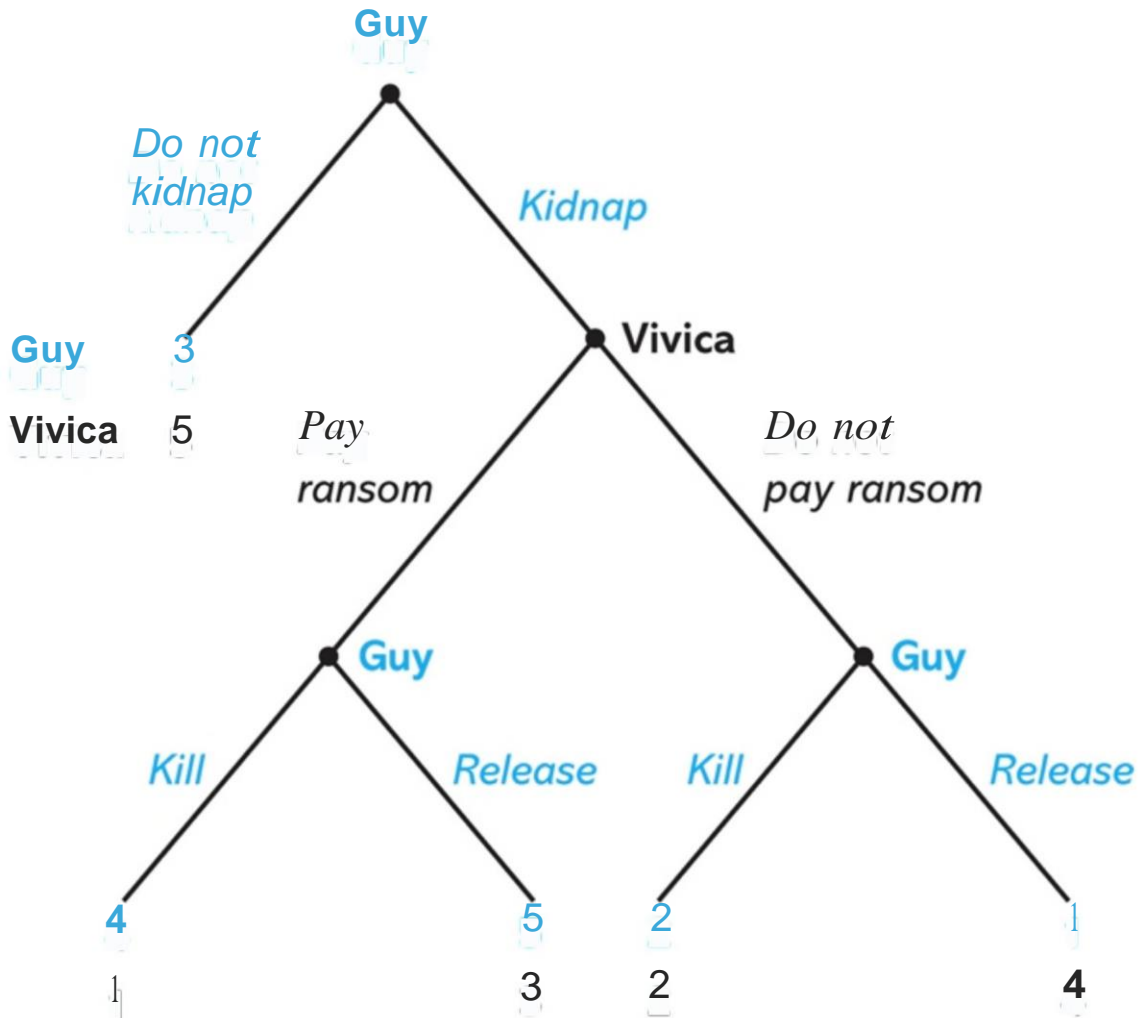 Guy
Do not
kidnap
Kidnap
Guy 3
Vivica
Vivica 5
Pay
ransom
Do not
pay ransom
Guy
Guy
Kill
Release
Kill
Release
4 5 2 1
1 3 2 4